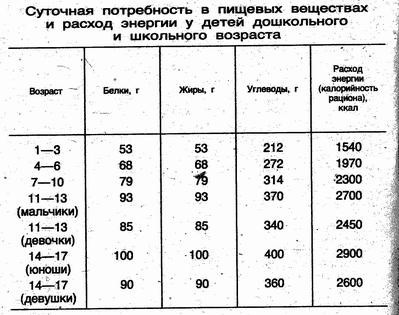 Суточная потребность в пищевых веществах
и расход энергии у детей дошкольного
и школьного возраста
Возраст Белки, г Жиры, г Углеводы, г Расход энергии (калорийность рациона), ккал
1—3 53 53 212 1540
4—6 68 68 272 1970
7—10 79 79 314 2300
11—13 93 93 370 2700
(мальчики)
11—13 85 85 340 2450
(девочки)
14—17 100 100 400 2900
(юноши)
14—17 90 90 360 2600
(девушки)